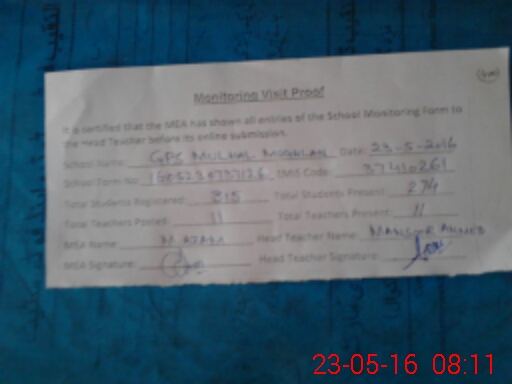 Monitoring Visit Proof
It is certified that the MEA has shown all entries of the School Monitoring Form to
the Head Teacher before its online submission.
School Name: GPS Date: 23-5-2016
School Form No: EMIS Code: 37410261
Total Students Registered: 315 Total Students Present: 274
Total Teachers Posted: 11 Total Teachers Present: 11
MEA Name: M AZAM Head Teacher Name: AHMED
MEA Signature: Head Teacher Signature:
23-05-16 08:11